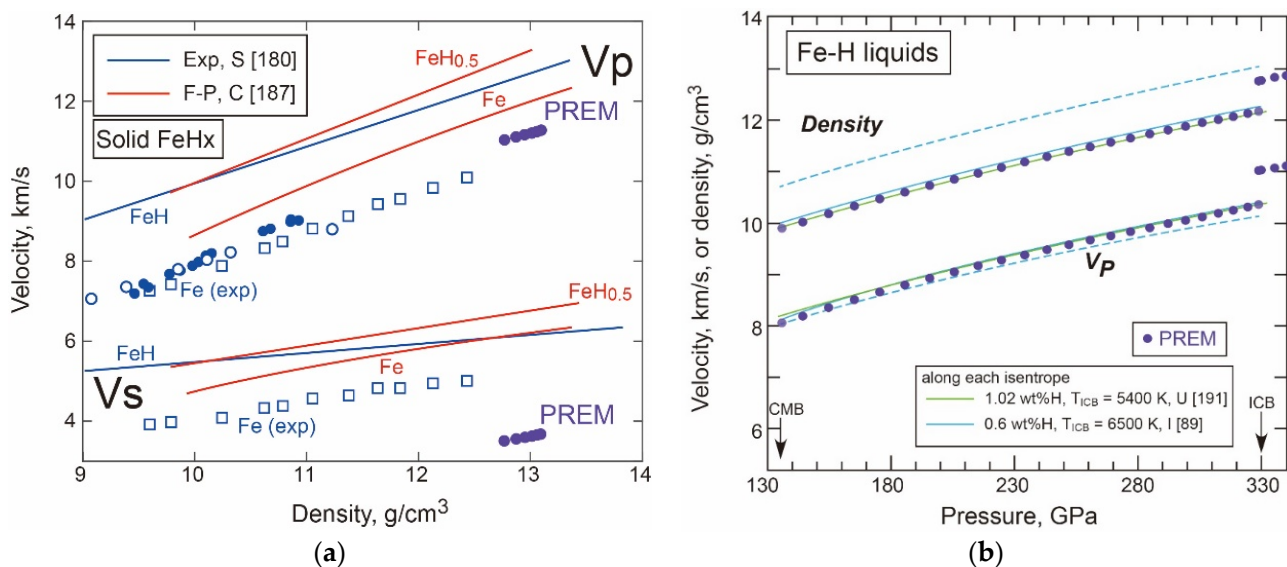 Exp, S [180]
F-P, C [187]
Solid FeHx
FeH0.5
Vp
Fe
PREM
FeH
Fe (exp)
FeH0.5
FeH
Fe
Vs
Fe (exp)
PREM
14
12
10
8
6
4
9
10
11
12
13
14
Velocity, km/s
Density, g/cm³
(a)
Fe-H liquids
Density
VP
PREM
along each isentrope
1.02 wt%H, TICB = 5400 K, U [191]
0.6 wt%H, TICB = 6500 K, I [89]
CMB
ICB
14
12
10
8
6
130
180
230
280
330
Velocity, km/s, or density, g/cm³
Pressure, GPa
(b)